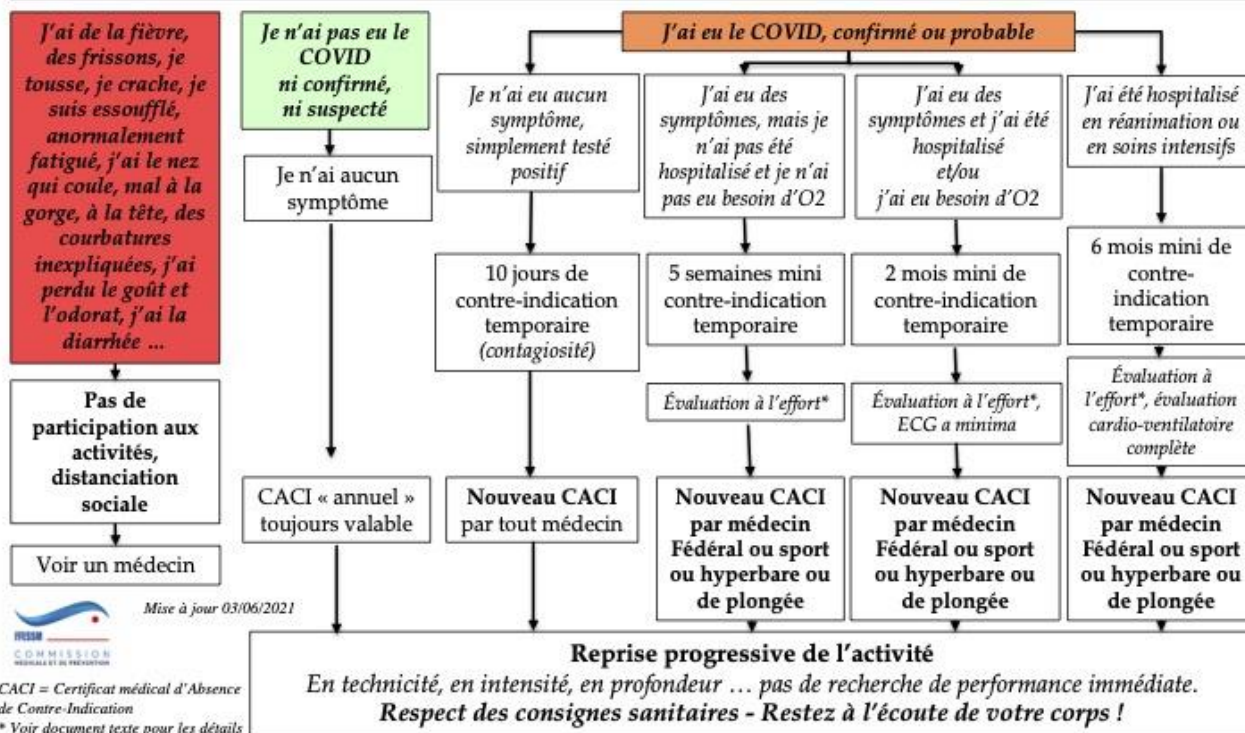 J'ai de la fièvre,
des frissons, je
tousse, je crache, je
suis essoufflé,
anormalement
fatigué, j'ai le nez
qui coule, mal à la
gorge, à la tête, des
courbatures
inexpliquées, j'ai
perdu le goût et
l'odorat, j'ai la
diarrhée ...
Pas de
participation aux
activités,
distanciation
sociale
Voir un médecin
Je n'ai pas eu le
COVID
ni confirmé,
ni suspecté
Je n'ai aucun
symptôme
CACI « annuel »
toujours valable
J'ai eu le COVID, confirmé ou probable
Je n'ai eu aucun
symptôme,
simplement testé
positif
10 jours de
contre-indication
temporaire
(contagiosité)
Nouveau CACI
par tout médecin
J'ai eu des
symptômes, mais je
n'ai pas été
hospitalisé et je n'ai
pas eu besoin d'O2
5 semaines mini
contre-indication
temporaire
Évaluation à l'effort*
Nouveau CACI
par médecin
Fédéral ou sport
ou hyperbare ou
de plongée
J'ai eu des
symptômes et j'ai été
hospitalisé
et/ou
j'ai eu besoin d'O2
2 mois mini de
contre-indication
temporaire
Évaluation à l'effort*,
ECG a minima
Nouveau CACI
par médecin
Fédéral ou sport
ou hyperbare ou
de plongée
J'ai été hospitalisé
en réanimation ou
en soins intensifs
6 mois mini de
contre-
indication
temporaire
Évaluation à
l'effort*, évaluation
cardio-ventilatoire
complète
Nouveau CACI
par médecin
Fédéral ou sport
ou hyperbare ou
de plongée
Reprise progressive de l'activité
En technicité, en intensité, en profondeur ... pas de recherche de performance immédiate.
Respect des consignes sanitaires - Restez à l'écoute de votre corps !
Mise à jour 03/06/2021
FFESSM
COMMISSION
MÉDICALE ET DE PRÉVENTION
CACI = Certificat médical d'Absence
de Contre-Indication
* Voir document texte pour les détails